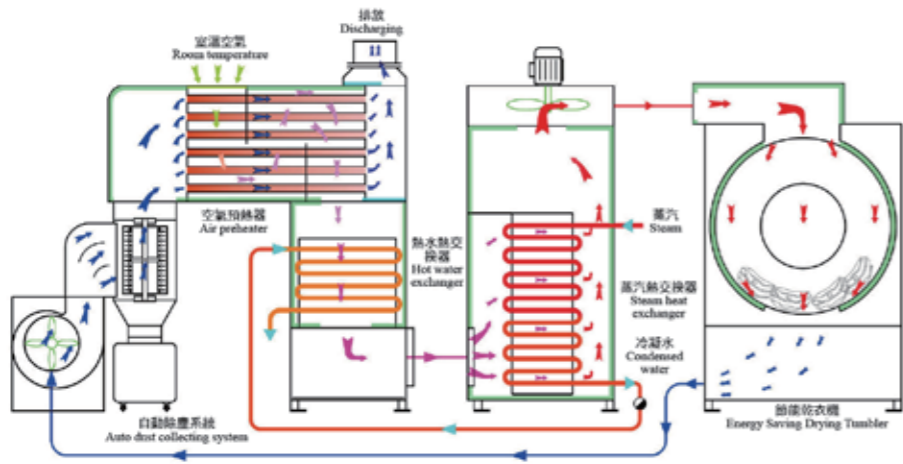 排放
Discharging
室溫空氣
Room temperature
空氣預熱器
Air preheater
熱水熱交
換器
Hot water
exchanger
蒸汽
Steam
蒸汽熱交換器
Steam heat
exchanger
冷凝水
Condensed
water
自動除塵系統
Auto dust collecting system
節能乾衣機
Energy Saving Drying Tumbler